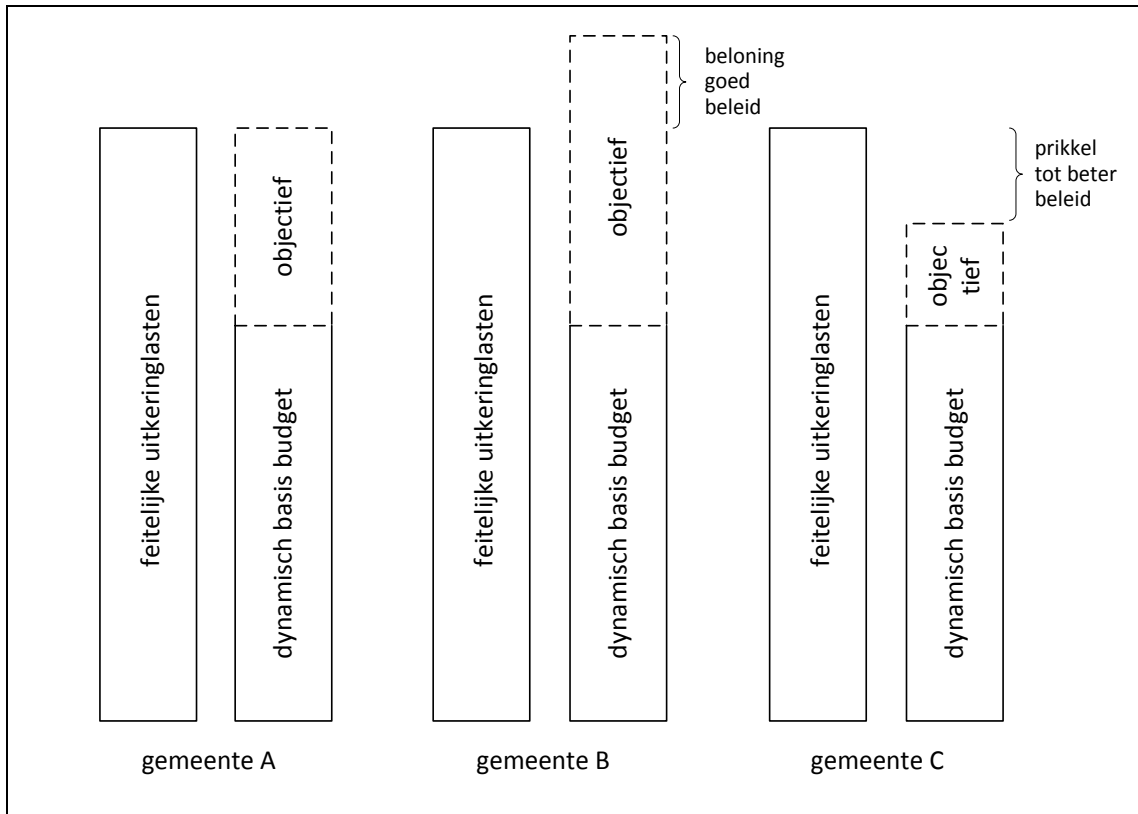 beloning
goed
beleid
prikkel
tot beter
beleid
feitelijke uitkeringlasten
objectief
dynamisch basis budget
feitelijke uitkeringlasten
objectief
dynamisch basis budget
feitelijke uitkeringlasten
objec
tief
dynamisch basis budget
gemeente A
gemeente B
gemeente C